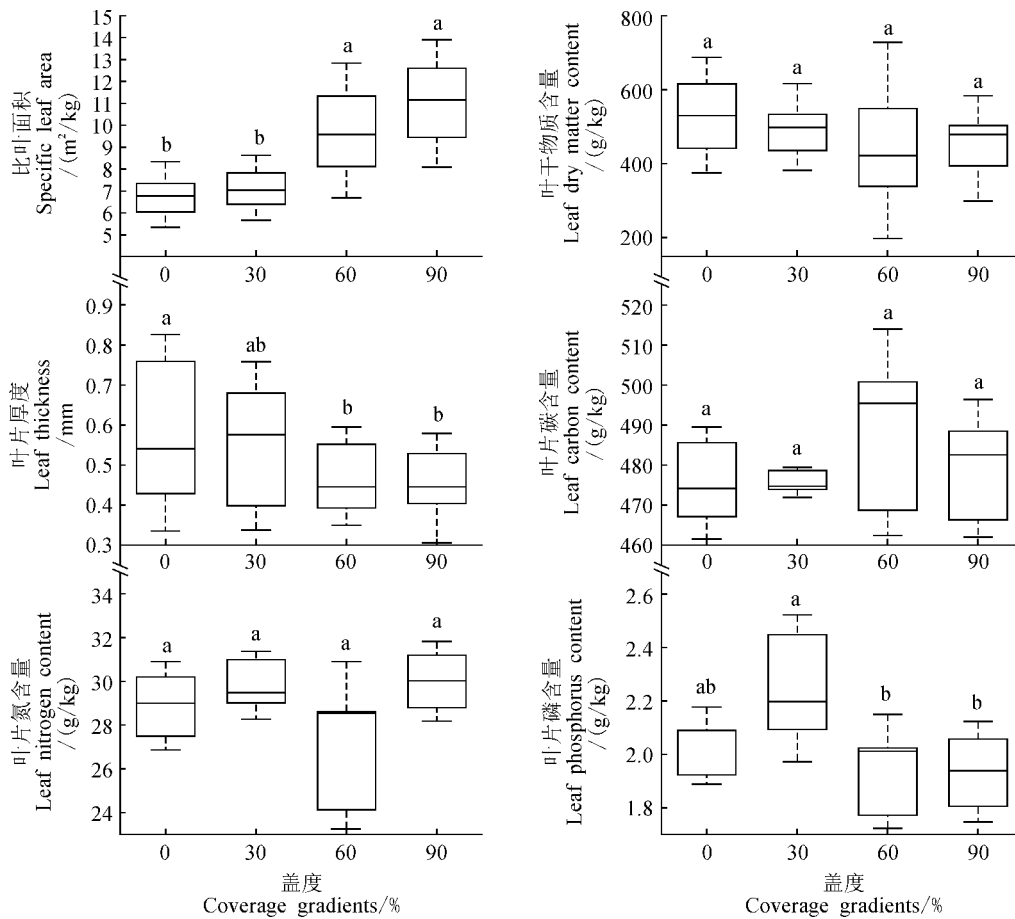 比叶面积
Specific leaf area
/(m²/kg)
15
14
13
12
11
10
9
8
7
6
5
b
b
a
a
0
30
60
90
叶干物质含量
Leaf dry matter content
/(g/kg)
800
600
400
200
a
a
a
a
0
30
60
90
叶片厚度
Leaf thickness
/mm
0.9
0.8
0.7
0.6
0.5
0.4
0.3
a
ab
b
b
0
30
60
90
叶片碳含量
Leaf carbon content
/(g/kg)
520
510
500
490
480
470
460
a
a
a
a
0
30
60
90
叶片氮含量
Leaf nitrogen content
/(g/kg)
34
32
30
28
26
24
a
a
a
a
0
30
60
90
盖度
Coverage gradients/%
叶片磷含量
Leaf phosphorus content
/(g/kg)
2.6
2.4
2.2
2.0
1.8
ab
a
b
b
0
30
60
90
盖度
Coverage gradients/%